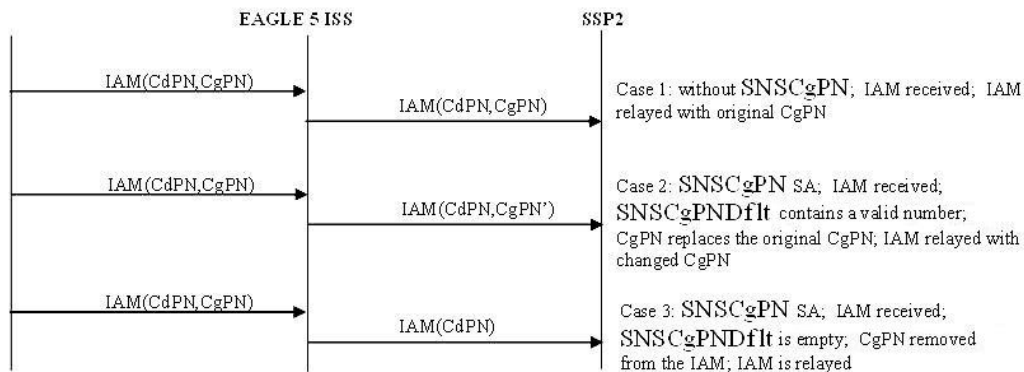 EAGLE 5 ISS
SSP2
IAM(CdPN,CgPN)
IAM(CdPN,CgPN)
Case 1: without SNSCgPN; IAM received; IAM
relayed with original CgPN
IAM(CdPN,CgPN)
IAM(CdPN,CgPN’)
Case 2: SNSCgPN SA; IAM received;
SNSCgPNDflt contains a valid number;
CgPN replaces the original CgPN; IAM relayed with
changed CgPN
IAM(CdPN,CgPN)
IAM(CdPN)
Case 3: SNSCgPN SA; IAM received;
SNSCgPNDflt is empty; CgPN removed
from the IAM; IAM is relayed